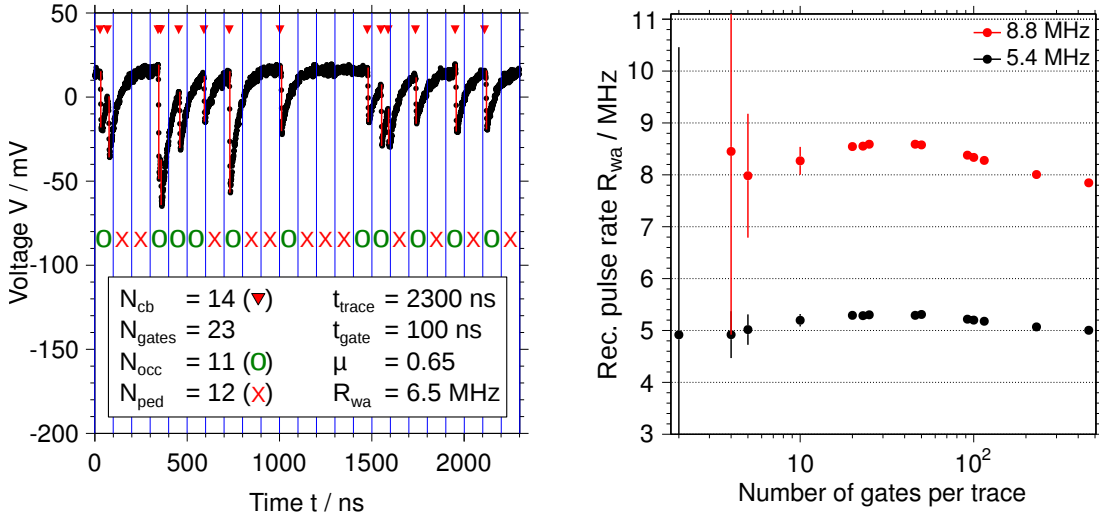 50
0
-50
-100
-150
-200
Voltage V / mV
O X X O O O X O X X O X X X O O X O X O X O X
N_cb = 14 (▼) t_trace = 2300 ns
N_gates = 23 t_gate = 100 ns
N_occ = 11 (O) μ = 0.65
N_ped = 12 (X) R_wa = 6.5 MHz
0 500 1000 1500 2000
Time t / ns
11
10
9
8
7
6
5
4
3
Rec. pulse rate R_wa / MHz
8.8 MHz
5.4 MHz
10 10²
Number of gates per trace